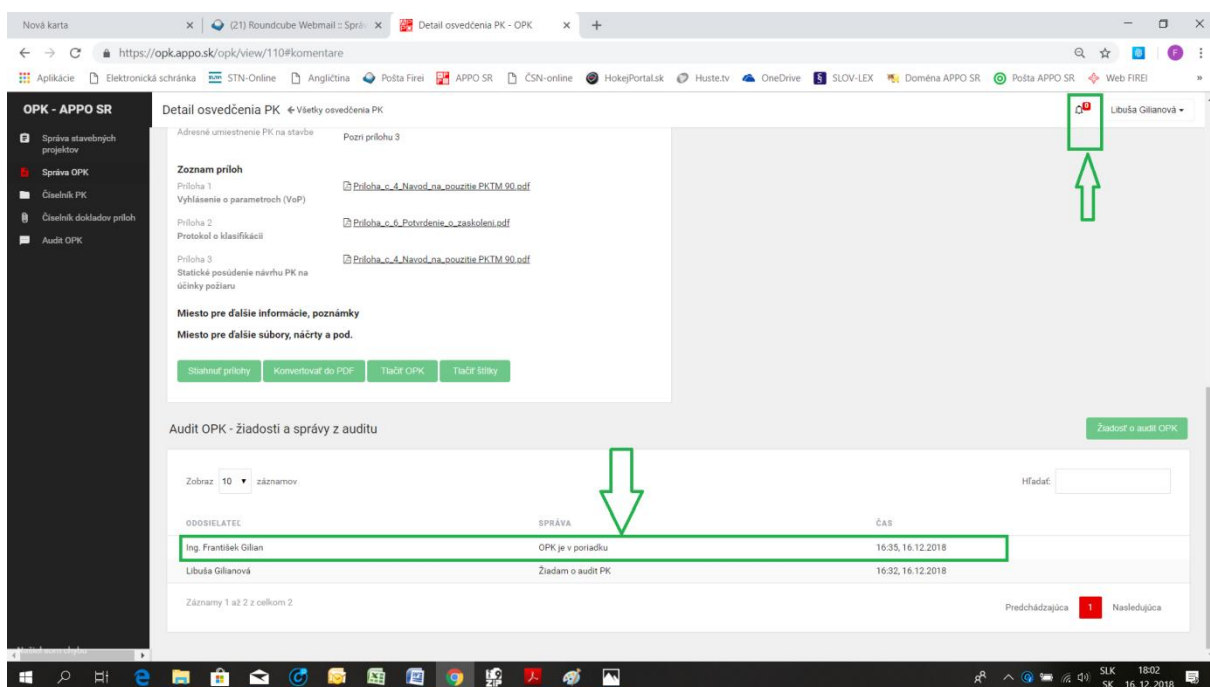 Nová karta
(21) Roundcube Webmail :: Sprá
Detail osvedčenia PK - OPK
https://opk.appo.sk/opk/view/110#komentare
F
Aplikácie Elektronická schránka STN-Online Angličtina Pošta Firei APPO SR ČSN-online HokejPortal.sk Huste.tv OneDrive SLOV-LEX Doména APPO SR Pošta APPO SR Web FIREI »
OPK - APPO SR
Detail osvedčenia PK ← Všetky osvedčenia PK
0
Libuša Gilianová
Správa stavebných
projektov
Správa OPK
Číselník PK
Číselník dokladov príloh
Audit OPK
Adresné umiestnenie PK na stavbe Pozri prílohu 3
Zoznam príloh
Príloha 1 Priloha_c_4_Navod_na_pouzitie PKTM 90.pdf
Vyhlásenie o parametroch (VoP)
Príloha 2 Priloha_c_6_Potvrdenie_o_zaskoleni.pdf
Protokol o klasifikácii
Príloha 3 Priloha_c_4_Navod_na_pouzitie PKTM 90.pdf
Statické posúdenie návrhu PK na
účinky požiaru
Miesto pre ďalšie informácie, poznámky
Miesto pre ďalšie súbory, náčrty a pod.
Stiahnuť prílohy Konvertovať do PDF Tlačiť OPK Tlačiť štítky
Audit OPK - žiadosti a správy z auditu
Žiadosť o audit OPK
Zobraz 10 záznamov
Hľadať:
ODOSIELATEĽ SPRÁVA ČAS
Ing. František Gilian OPK je v poriadku 16:35, 16.12.2018
Libuša Gilianová Žiadam o audit PK 16:32, 16.12.2018
Záznamy 1 až 2 z celkom 2
Predchádzajúca 1 Nasledujúca
Našiel som chybu
SLK 18:02
SK 16. 12. 2018